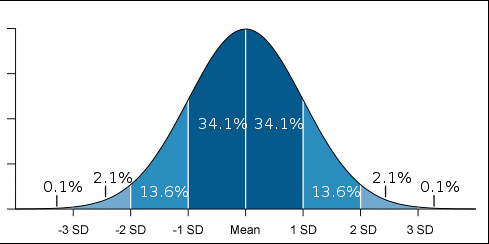 34.1% 34.1%
0.1% 2.1% 2.1% 0.1%
13.6% 13.6%
-3 SD -2 SD -1 SD Mean 1 SD 2 SD 3 SD